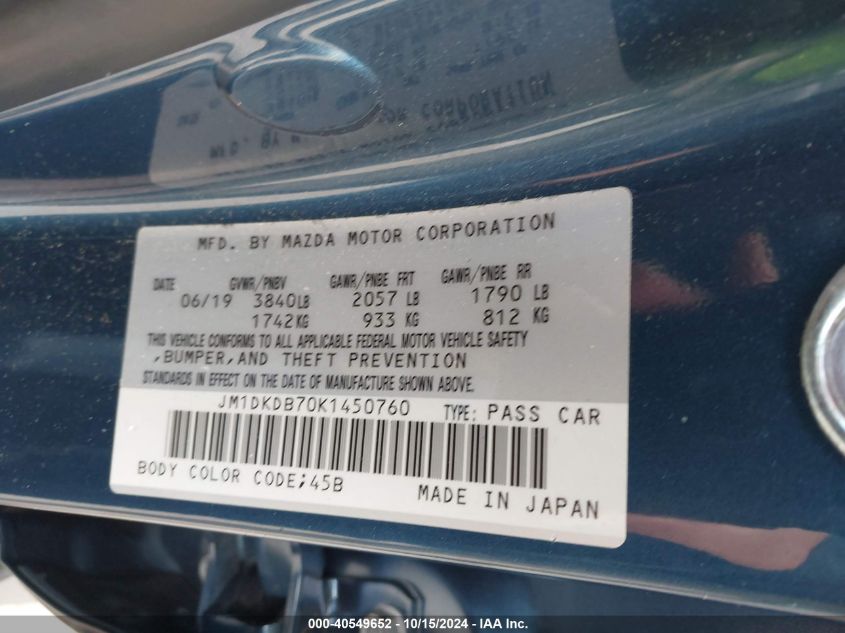 MFD. BY MAZDA MOTOR CORPORATION
DATE GVWR/PNBV GAWR/PNBE FRT GAWR/PNBE RR
06/19 3840LB 2057 LB 1790 LB
1742KG 933 KG 812 KG
THIS VEHICLE CONFORMS TO ALL APPLICABLE FEDERAL MOTOR VEHICLE SAFETY
,BUMPER,AND THEFT PREVENTION
STANDARDS IN EFFECT ON THE DATE OF MANUFACTURE SHOWN ABOVE.
JM1DKDB70K1450760 TYPE: PASS CAR
BODY COLOR CODE;45B MADE IN JAPAN
000 - 40549652 - 10/15/2024 - IAA Inc.